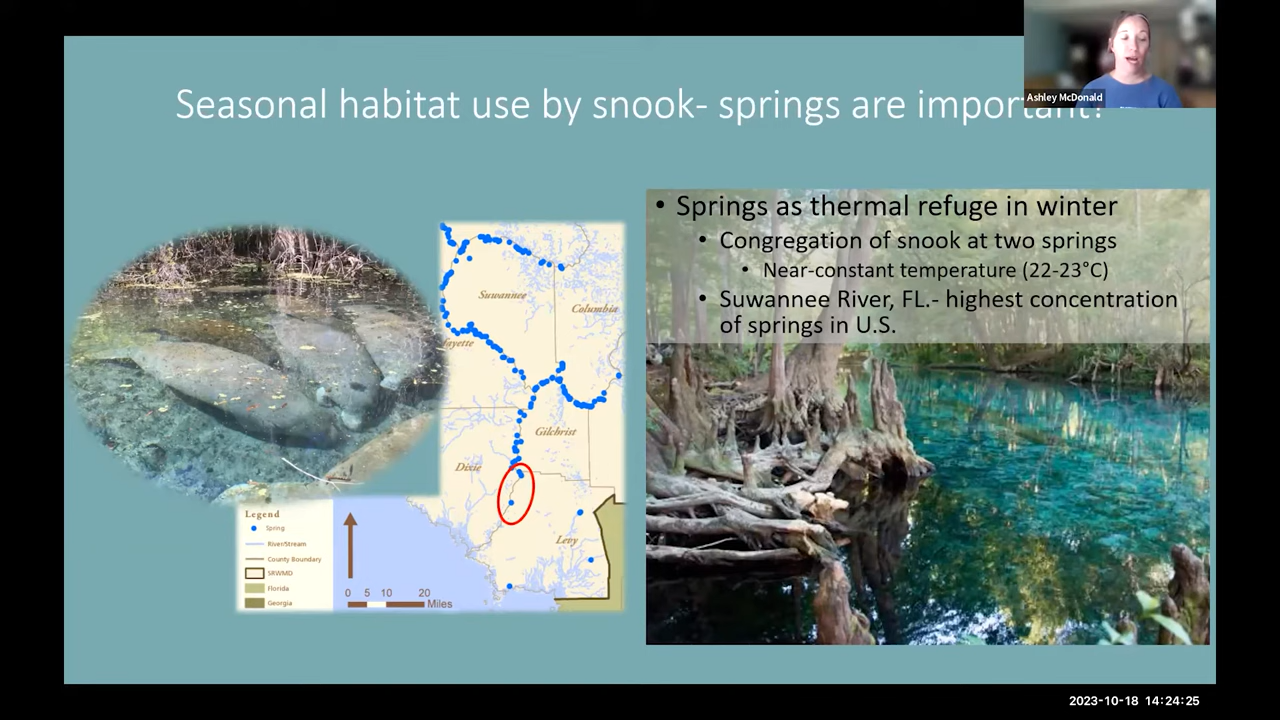 Ashley McDonald
Seasonal habitat use by snook- springs are important!
• Springs as thermal refuge in winter
• Congregation of snook at two springs
• Near-constant temperature (22-23°C)
• Suwannee River, FL.- highest concentration
of springs in U.S.
Suwannee
Columbia
fayette
Gilchrist
Dixie
Levy
Legend
Spring
River/Stream
County Boundary
SRWMD
Florida
Georgia
0 5 10 20
Miles
2023-10-18 14:24:25